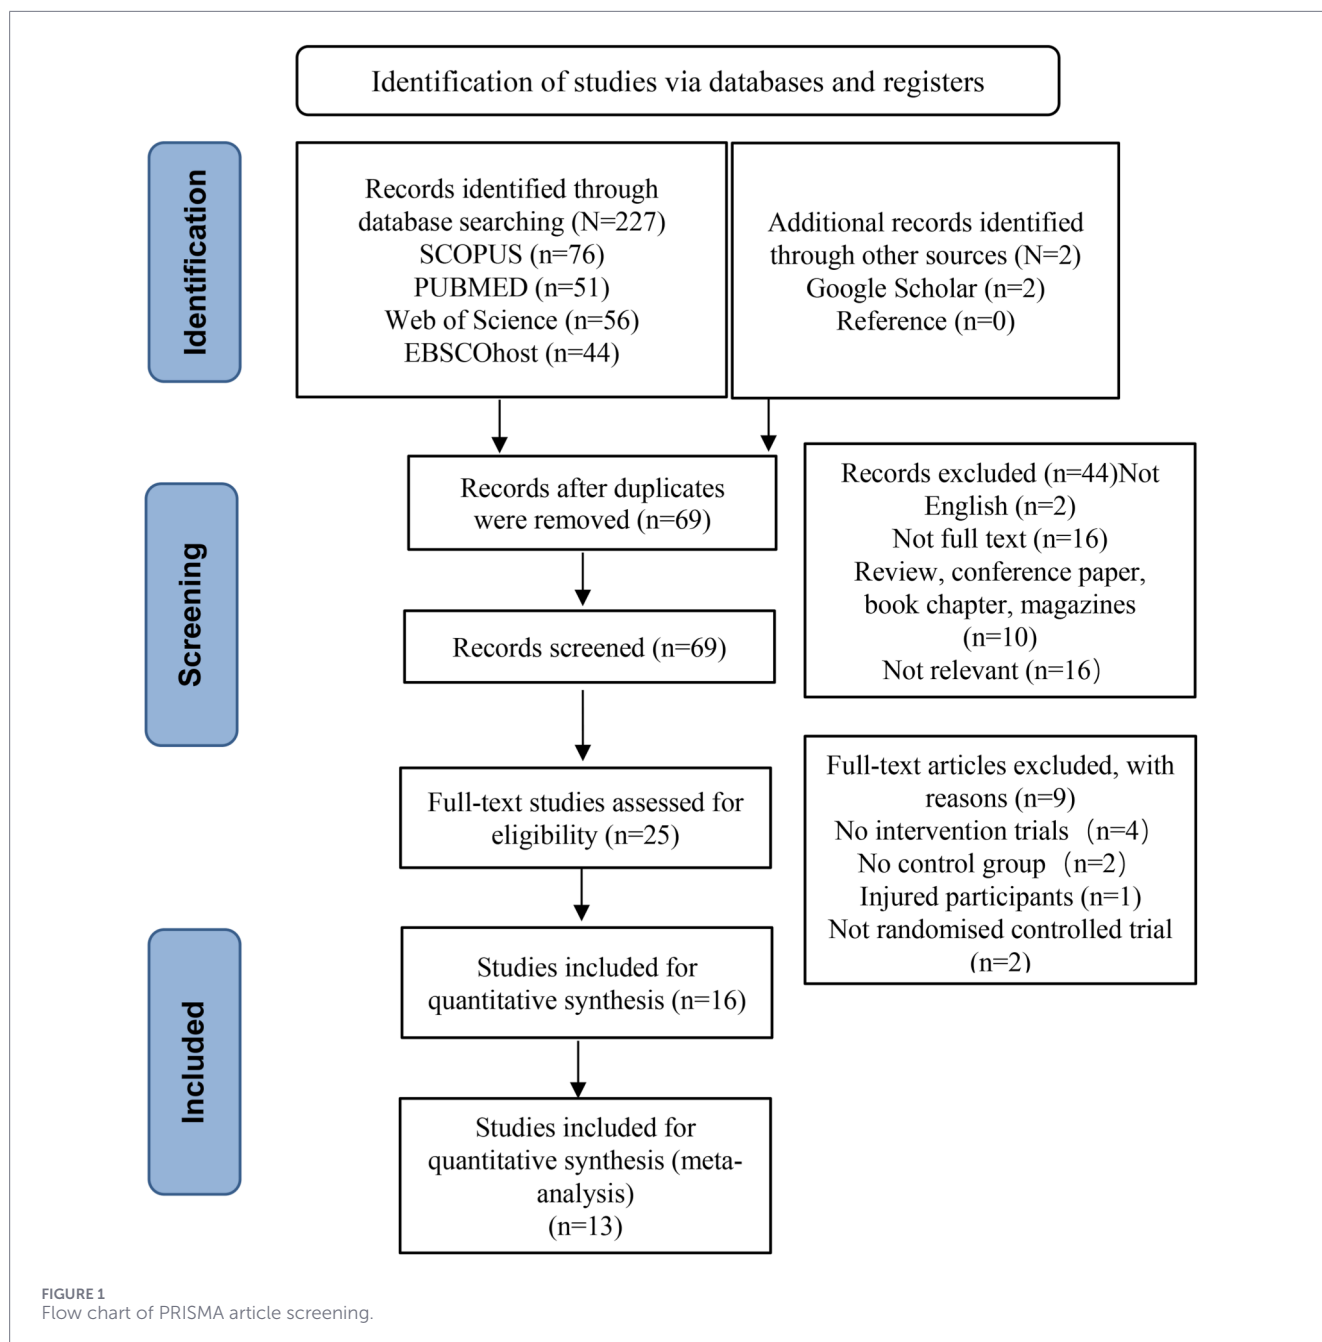 Identification of studies via databases and registers
Identification
Records identified through
database searching (N=227)
SCOPUS (n=76)
PUBMED (n=51)
Web of Science (n=56)
EBSCOhost (n=44)
Additional records identified
through other sources (N=2)
Google Scholar (n=2)
Reference (n=0)
Screening
Records after duplicates
were removed (n=69)
Records excluded (n=44)Not
English (n=2)
Not full text (n=16)
Review, conference paper,
book chapter, magazines
(n=10)
Not relevant (n=16）
Records screened (n=69)
Full-text studies assessed for
eligibility (n=25)
Full-text articles excluded, with
reasons (n=9)
No intervention trials（n=4）
No control group（n=2）
Injured participants (n=1)
Not randomised controlled trial
(n=2)
Included
Studies included for
quantitative synthesis (n=16)
Studies included for
quantitative synthesis (meta-
analysis)
(n=13)
FIGURE 1
Flow chart of PRISMA article screening.